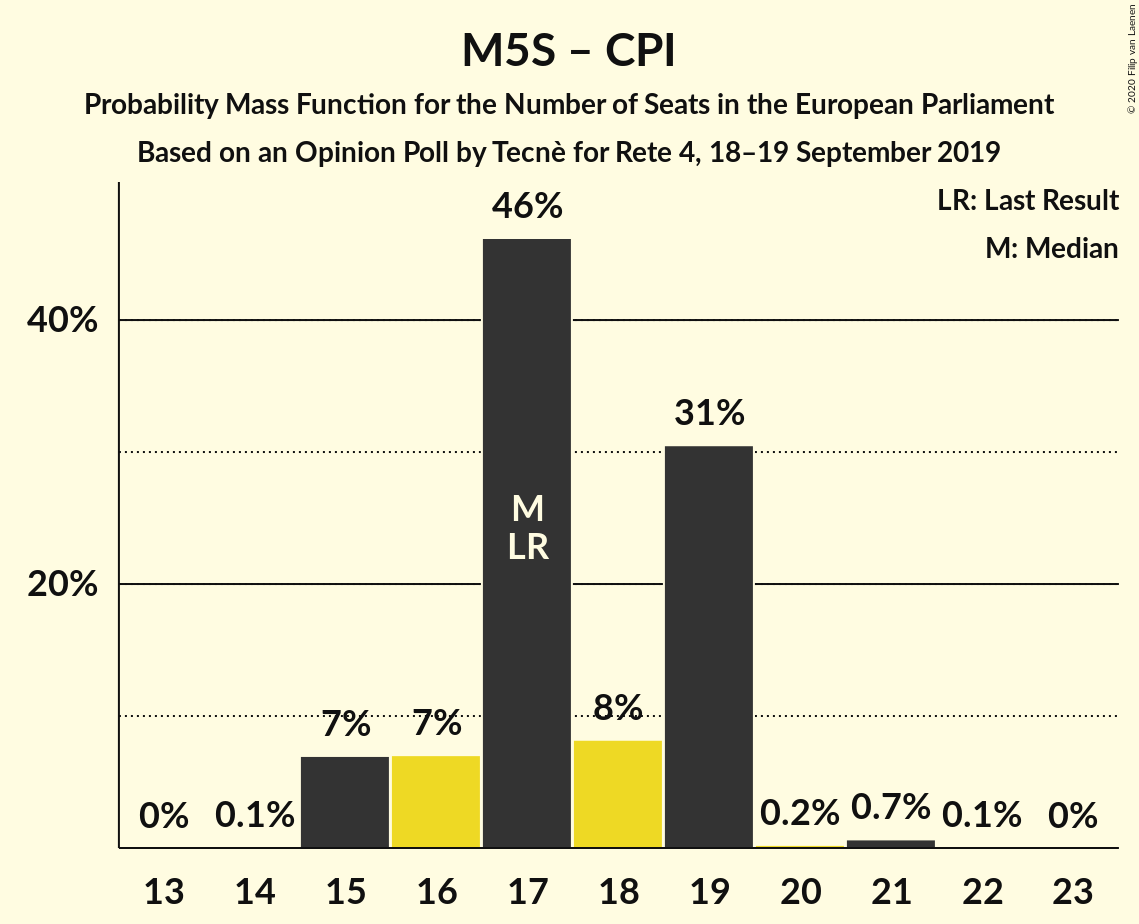 M5S – CPI
Probability Mass Function for the Number of Seats in the European Parliament
Based on an Opinion Poll by Tecnè for Rete 4, 18–19 September 2019
© 2020 Filip van Laenen
LR: Last Result
M: Median
40%
20%
0%
0.1%
7%
7%
46%
M
LR
8%
31%
0.2%
0.7%
0.1%
0%
13 14 15 16 17 18 19 20 21 22 23